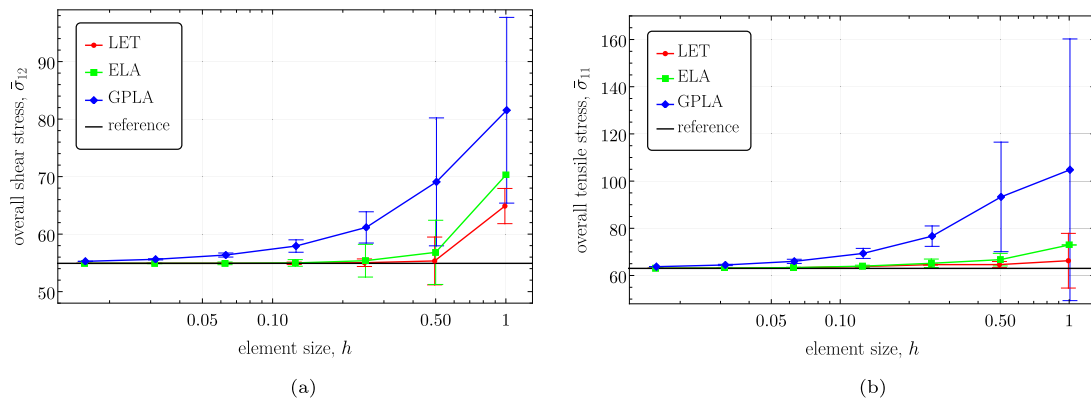 90
80
70
60
50
overall shear stress, σ̄₁₂
LET
ELA
GPLA
reference
0.05 0.10 0.50 1
element size, h
(a)
160
140
120
100
80
60
overall tensile stress, σ̄₁₁
LET
ELA
GPLA
reference
0.05 0.10 0.50 1
element size, h
(b)